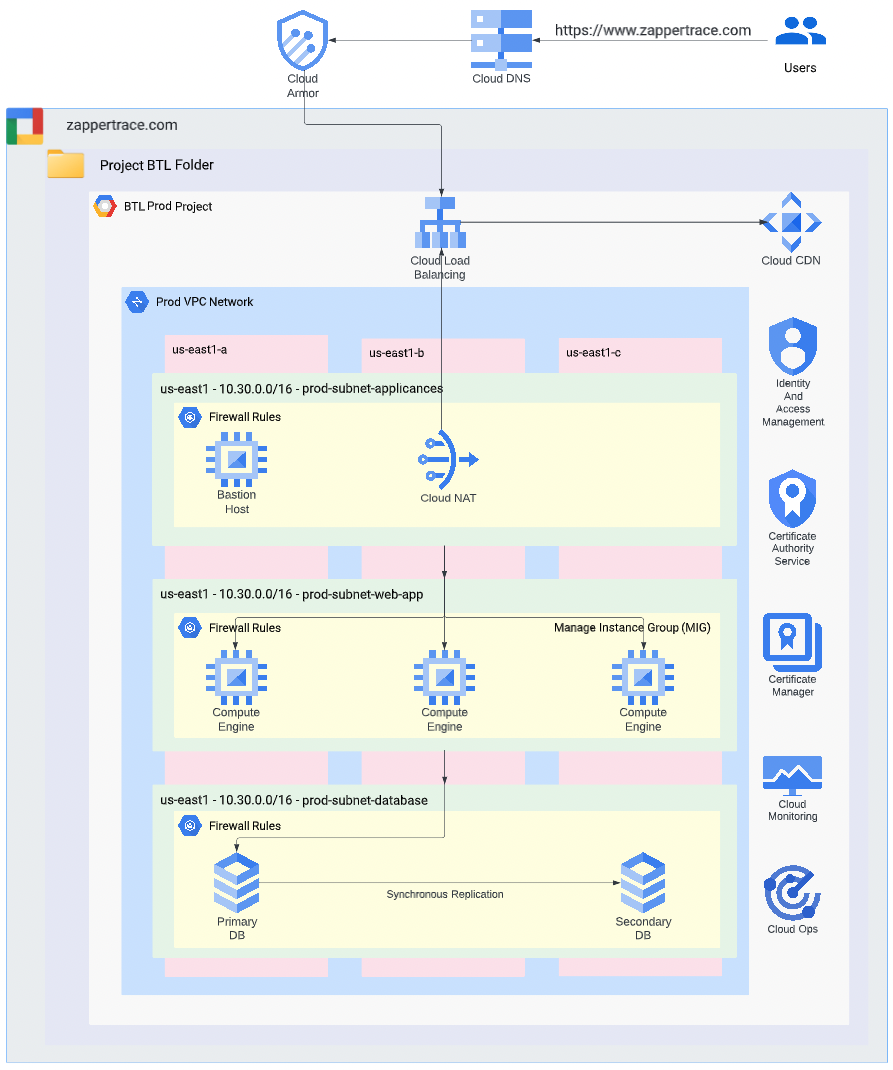 https://www.zappertrace.com
Cloud
Armor
Cloud DNS
Users
zappertrace.com
Project BTL Folder
BTL Prod Project
Cloud Load
Balancing
Cloud CDN
Prod VPC Network
us-east1-a
us-east1-b
us-east1-c
Identity
And
Access
Management
us-east1 - 10.30.0.0/16 - prod-subnet-applicances
Firewall Rules
Bastion
Host
Cloud NAT
Certificate
Authority
Service
us-east1 - 10.30.0.0/16 - prod-subnet-web-app
Firewall Rules
Manage Instance Group (MIG)
Compute
Engine
Compute
Engine
Compute
Engine
Certificate
Manager
us-east1 - 10.30.0.0/16 - prod-subnet-database
Cloud
Monitoring
Firewall Rules
Synchronous Replication
Primary
DB
Secondary
DB
Cloud Ops